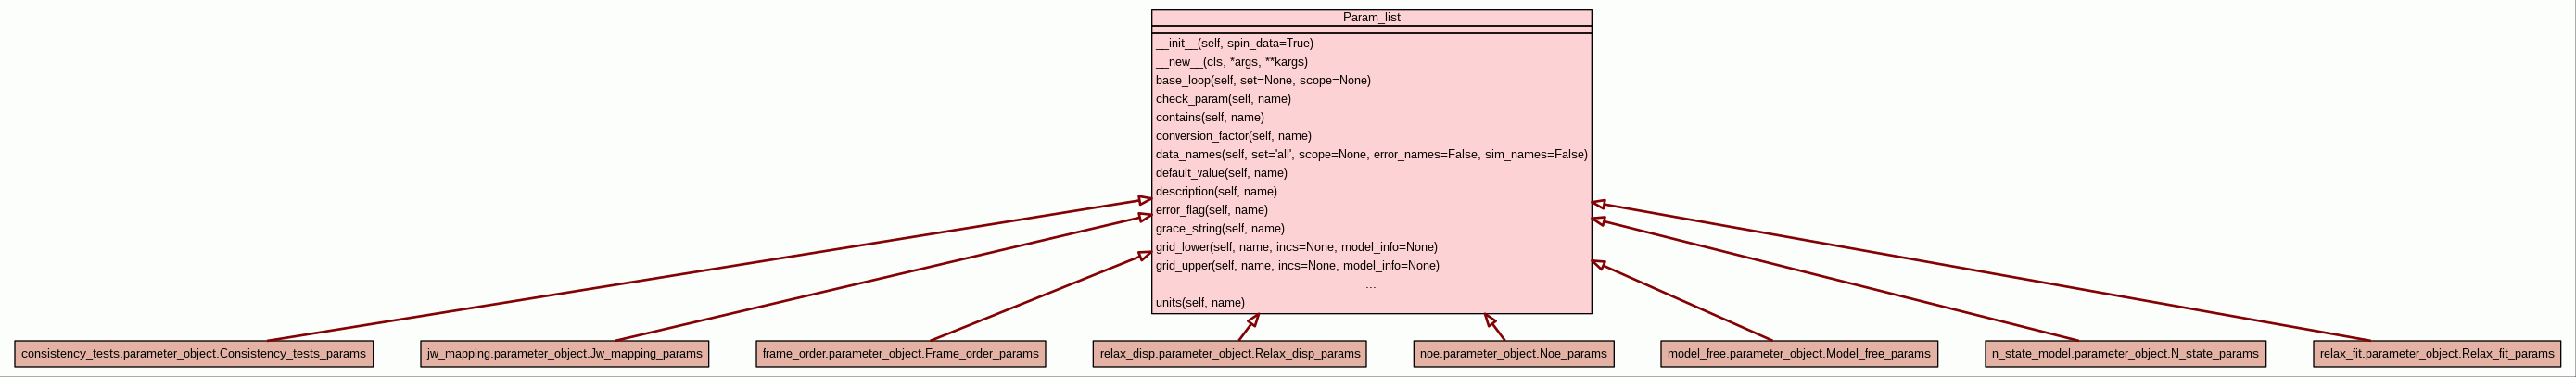 Param_list
__init__(self, spin_data=True)
__new__(cls, *args, **kargs)
base_loop(self, set=None, scope=None)
check_param(self, name)
contains(self, name)
conversion_factor(self, name)
data_names(self, set='all', scope=None, error_names=False, sim_names=False)
default_value(self, name)
description(self, name)
error_flag(self, name)
grace_string(self, name)
grid_lower(self, name, incs=None, model_info=None)
grid_upper(self, name, incs=None, model_info=None)
...
units(self, name)
consistency_tests.parameter_object.Consistency_tests_params
jw_mapping.parameter_object.Jw_mapping_params
frame_order.parameter_object.Frame_order_params
relax_disp.parameter_object.Relax_disp_params
noe.parameter_object.Noe_params
model_free.parameter_object.Model_free_params
n_state_model.parameter_object.N_state_params
relax_fit.parameter_object.Relax_fit_params